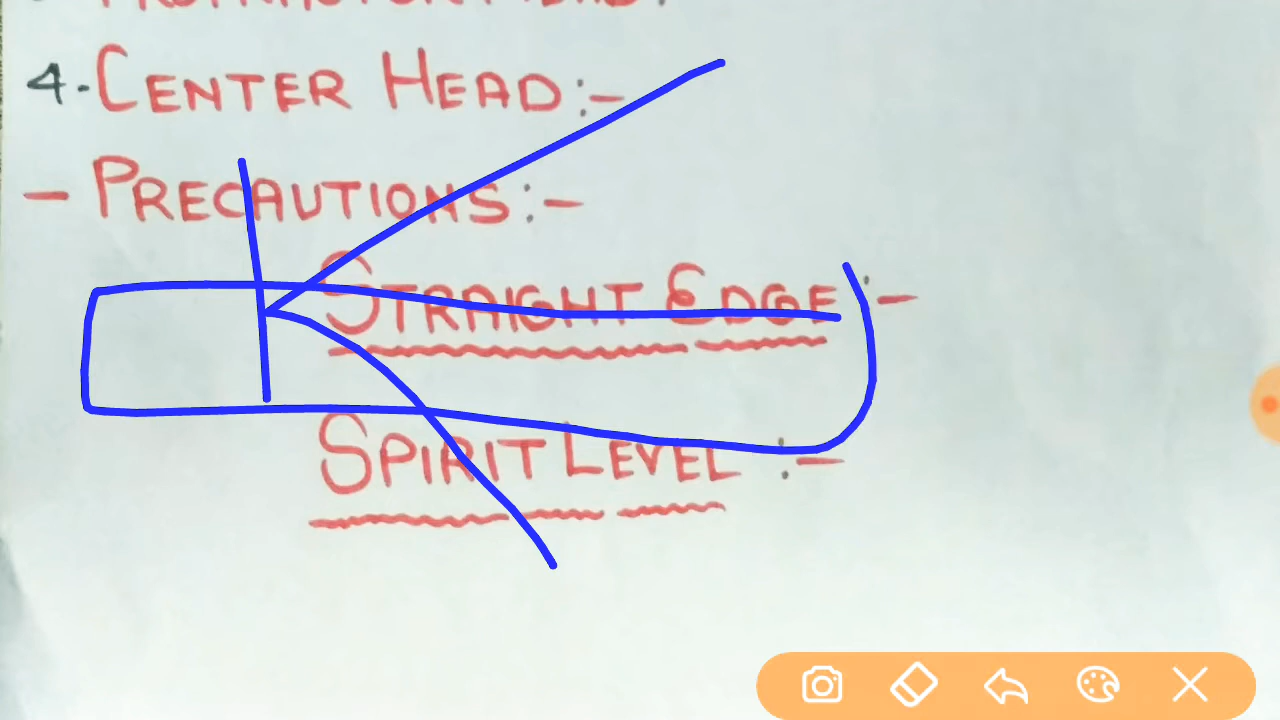 4. CENTER HEAD :-
- PRECAUTIONS :-
STRAIGHT EDGE :-
SPIRIT LEVEL :-